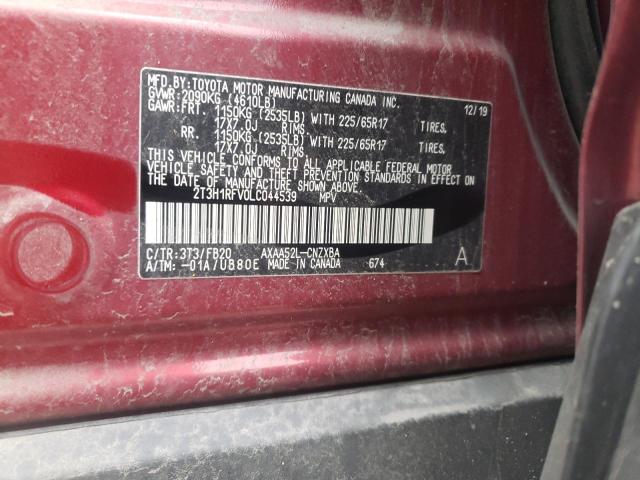 MFD.BY:TOYOTA MOTOR MANUFACTURING CANADA INC.
GVWR:2090KG (4610LB) 12/19
GAWR:FRT. 1150KG (2535LB) WITH 225/65R17 TIRES,
17X7.0J RIMS,
RR. 1150KG (2535LB) WITH 225/65R17 TIRES,
17X7.0J RIMS
THIS VEHICLE CONFORMS TO ALL APPLICABLE FEDERAL MOTOR
VEHICLE SAFETY AND THEFT PREVENTION STANDARDS IN EFFECT ON
THE DATE OF MANUFACTURE SHOWN ABOVE.
2T3H1RFV0LC044539 MPV
C/TR:3T3/FB20 AXAA52L-CNZXBA A
A/TM:-01A/UB80E MADE IN CANADA 674